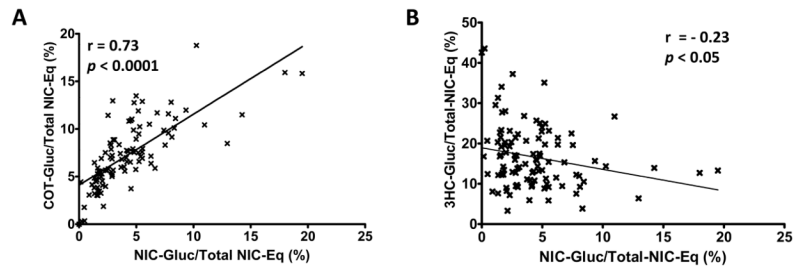 A
COT-Gluc/Total NIC-Eq (%)
20
15
10
5
0
r = 0.73
p < 0.0001
0 5 10 15 20 25
NIC-Gluc/Total NIC-Eq (%)
B
3HC-Gluc/Total-NIC-Eq (%)
50
40
30
20
10
0
r = - 0.23
p < 0.05
0 5 10 15 20 25
NIC-Gluc/Total-NIC-Eq (%)